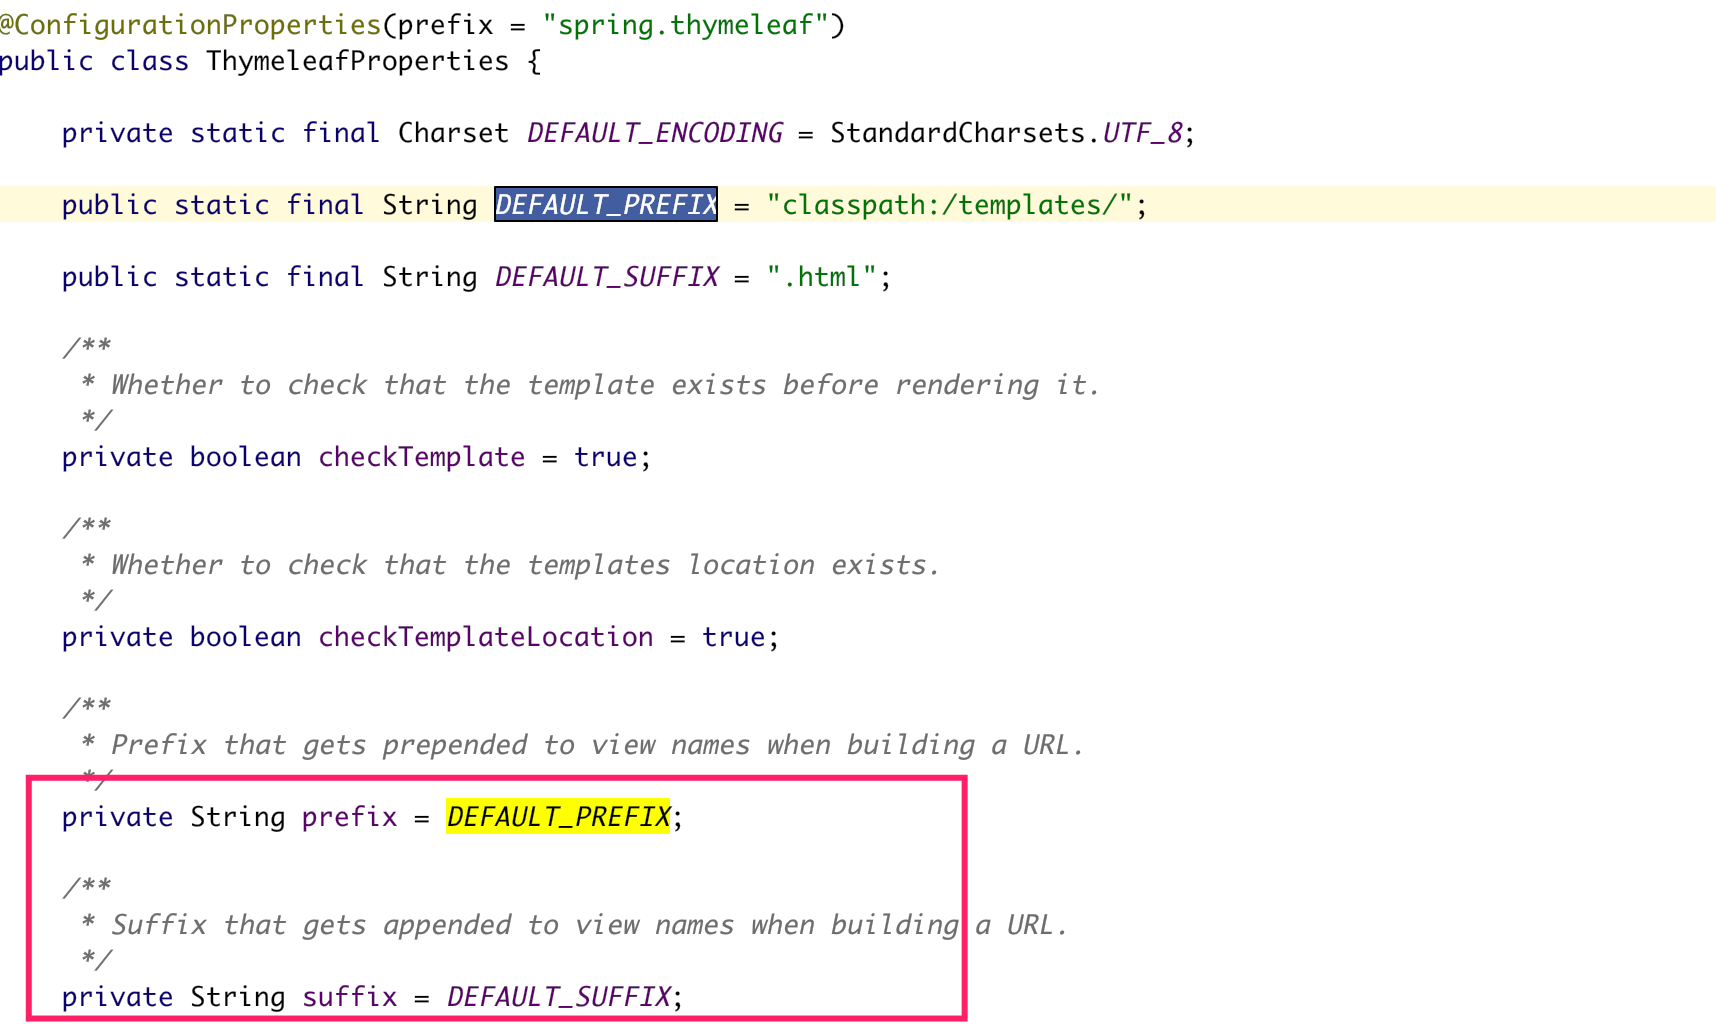 @ConfigurationProperties(prefix = "spring.thymeleaf")
public class ThymeleafProperties {
private static final Charset DEFAULT_ENCODING = StandardCharsets.UTF_8;
public static final String DEFAULT_PREFIX = "classpath:/templates/";
public static final String DEFAULT_SUFFIX = ".html";
/**
* Whether to check that the template exists before rendering it.
*/
private boolean checkTemplate = true;
/**
* Whether to check that the templates location exists.
*/
private boolean checkTemplateLocation = true;
/**
* Prefix that gets prepended to view names when building a URL.
*/
private String prefix = DEFAULT_PREFIX;
/**
* Suffix that gets appended to view names when building a URL.
*/
private String suffix = DEFAULT_SUFFIX;